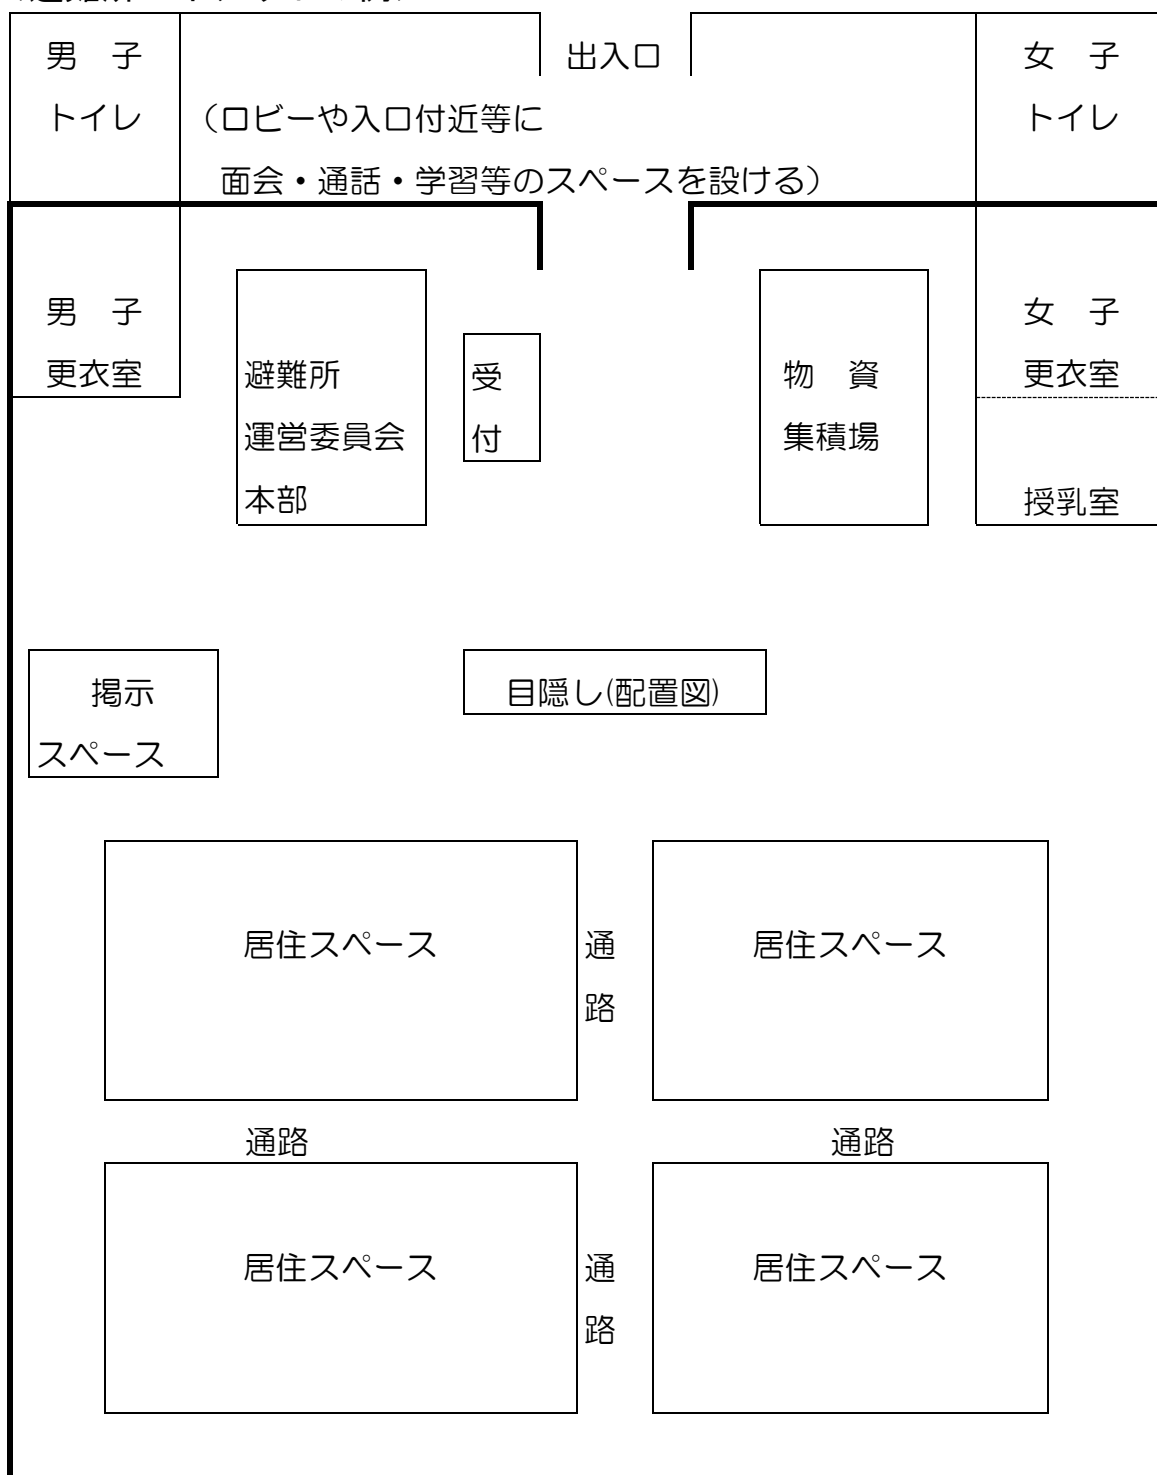 男　子
トイレ
出入口
女　子
トイレ
（ロビーや入口付近等に
面会・通話・学習等のスペースを設ける）
男　子
更衣室
避難所
運営委員会
本部
受
付
物　資
集積場
女　子
更衣室
授乳室
掲示
スペース
目隠し(配置図)
居住スペース
通
路
居住スペース
通路
通路
居住スペース
通
路
居住スペース